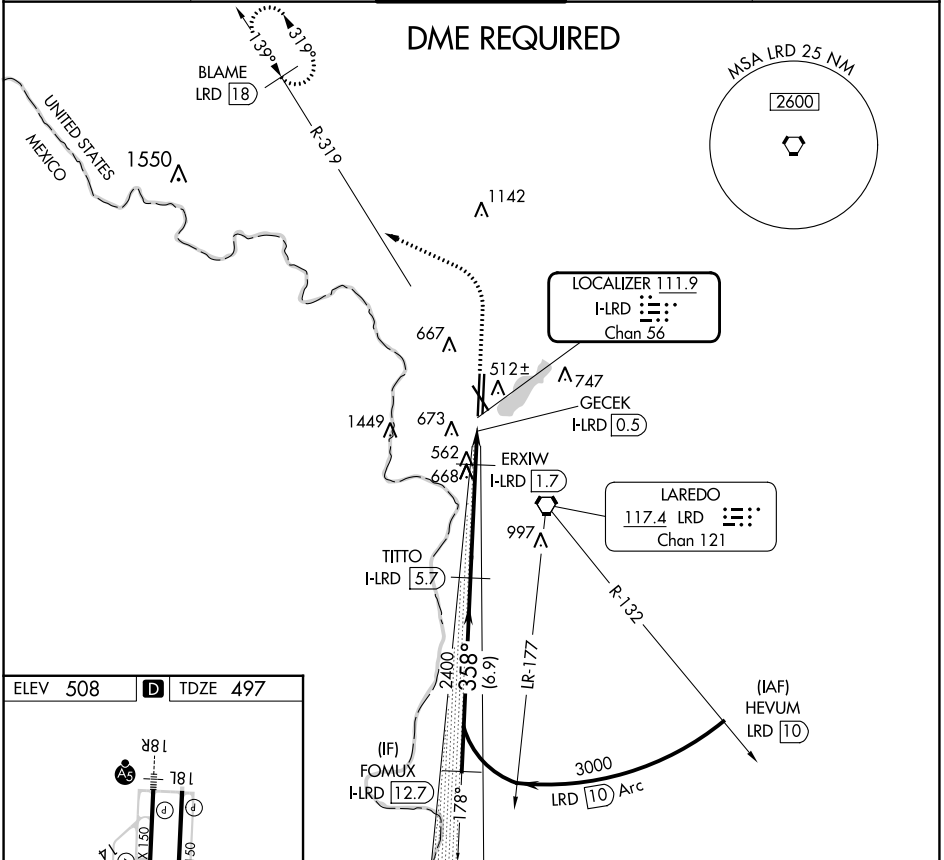 DME REQUIRED
139°
319°
BLAME
LRD 18
R-319
MSA LRD 25 NM
2600
UNITED STATES
MEXICO
1550
1142
LOCALIZER 111.9
I-LRD
Chan 56
667
512±
747
GECEK
I-LRD 0.5
1449
673
562
668
ERXIW
I-LRD 1.7
LAREDO
117.4 LRD
Chan 121
997
TITTO
I-LRD 5.7
R-132
LR-177
2400
358°
(6.9)
(IAF)
HEVUM
LRD 10
3000
LRD 10 Arc
(IF)
FOMUX
I-LRD 12.7
178°
ELEV 508
D
TDZE 497
18R
18L
A5
P
P
X 150
50
14